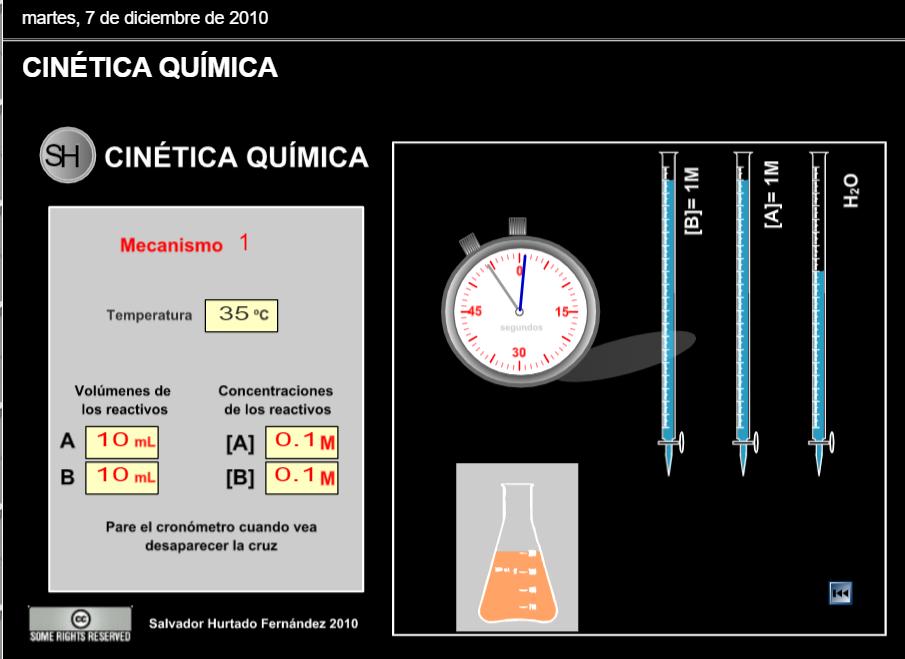 martes, 7 de diciembre de 2010
CINÉTICA QUÍMICA
SH CINÉTICA QUÍMICA
Mecanismo 1
Temperatura 35 ºC
Volúmenes de los reactivos
Concentraciones de los reactivos
A 10 mL [A] 0.1 M
B 10 mL [B] 0.1 M
Pare el cronómetro cuando vea
desaparecer la cruz
cc
SOME RIGHTS RESERVED
Salvador Hurtado Fernández 2010
0
15
30
45
segundos
[B]= 1M
[A]= 1M
H₂O